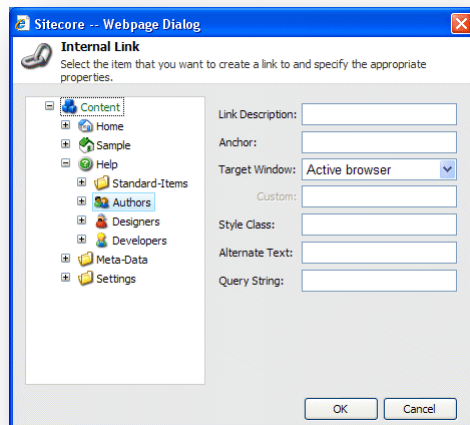 Sitecore -- Webpage Dialog
Internal Link
Select the item that you want to create a link to and specify the appropriate
properties.
Content
Home
Sample
Help
Standard-Items
Authors
Designers
Developers
Meta-Data
Settings
Link Description:
Anchor:
Target Window: Active browser
Custom:
Style Class:
Alternate Text:
Query String:
OK Cancel